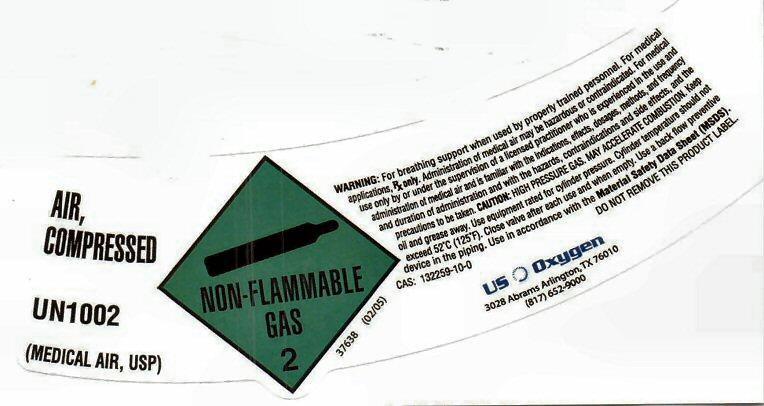 AIR,
COMPRESSED
UN1002
(MEDICAL AIR, USP)
NON-FLAMMABLE
GAS
2
37638 (02/05)
WARNING: For breathing support when used by properly trained personnel. For medical
applications, Rx only. Administration of medical air may be hazardous or contraindicated. For medical
use only by or under the supervision of a licensed practitioner who is experienced in the use and
administration of medical air and is familiar with the indications, effects, dosages, methods, and frequency
and duration of administration and with the hazards, contraindications and side effects, and the
precautions to be taken. CAUTION: HIGH PRESSURE GAS. MAY ACCELERATE COMBUSTION. Keep
oil and grease away. Use equipment rated for cylinder pressure. Cylinder temperature should not
exceed 52°C (125°F). Close valve after each use and when empty. Use a back flow preventive
device in the piping. Use in accordance with the Material Safety Data Sheet (MSDS).
CAS: 132259-10-0
DO NOT REMOVE THIS PRODUCT LABEL.
US Oxygen
3028 Abrams Arlington, TX 76010
(817) 652-9000